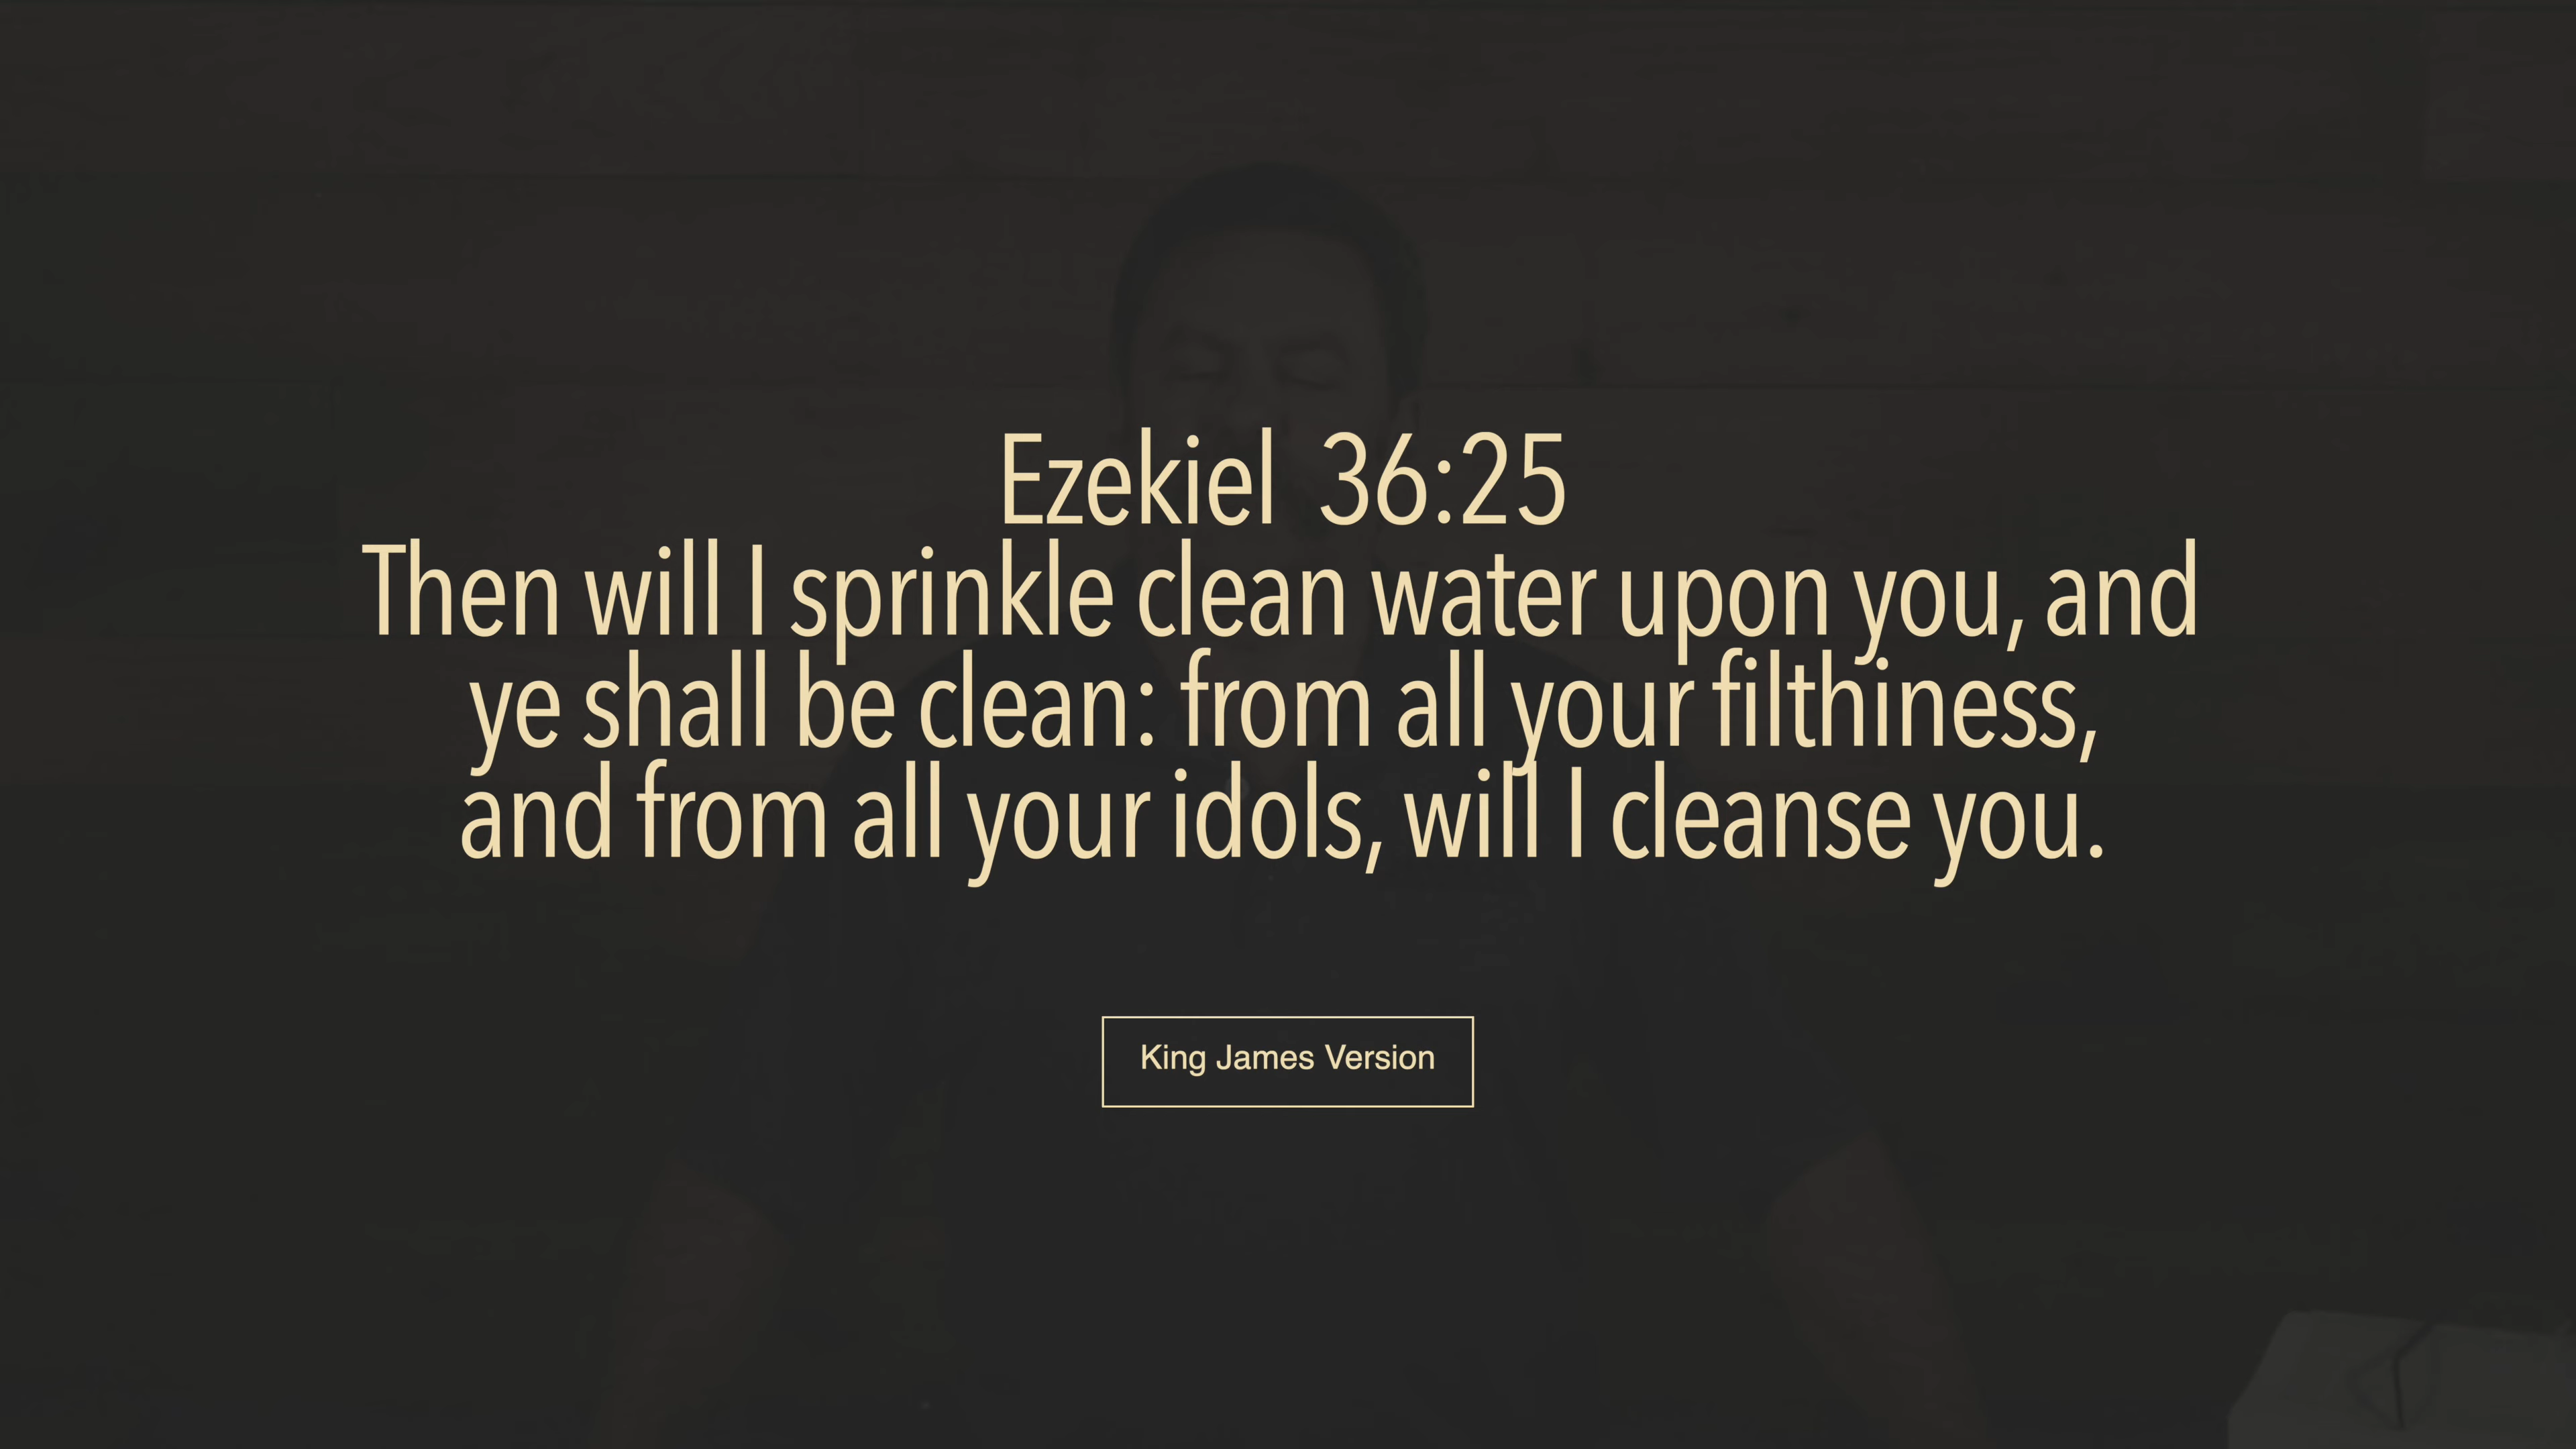 Ezekiel 36:25
Then will I sprinkle clean water upon you, and
ye shall be clean: from all your filthiness,
and from all your idols, will I cleanse you.
King James Version